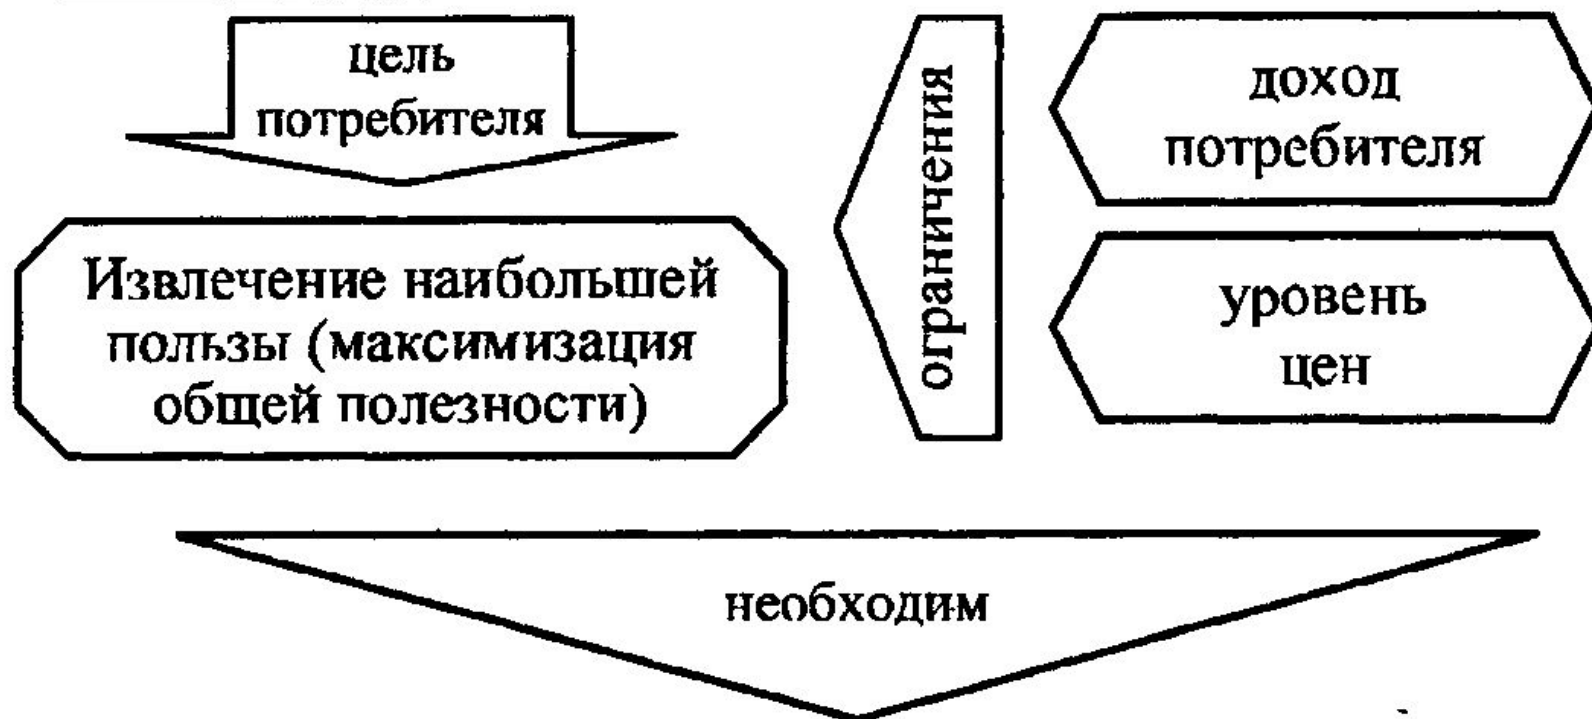 цель
потребителя
Извлечение наибольшей
пользы (максимизация
общей полезности)
ограничения
доход
потребителя
уровень
цен
необходим